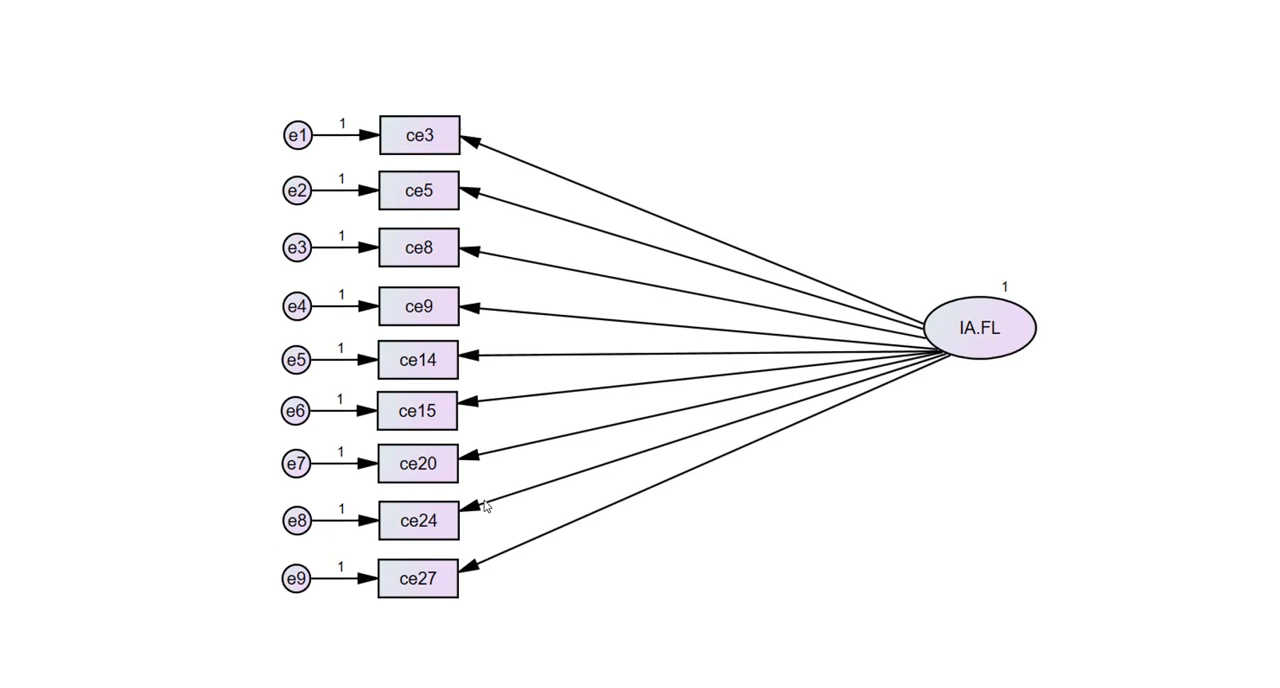 e1 1 ce3
e2 1 ce5
e3 1 ce8
1
IA.FL
e4 1 ce9
e5 1 ce14
e6 1 ce15
e7 1 ce20
e8 1 ce24
e9 1 ce27